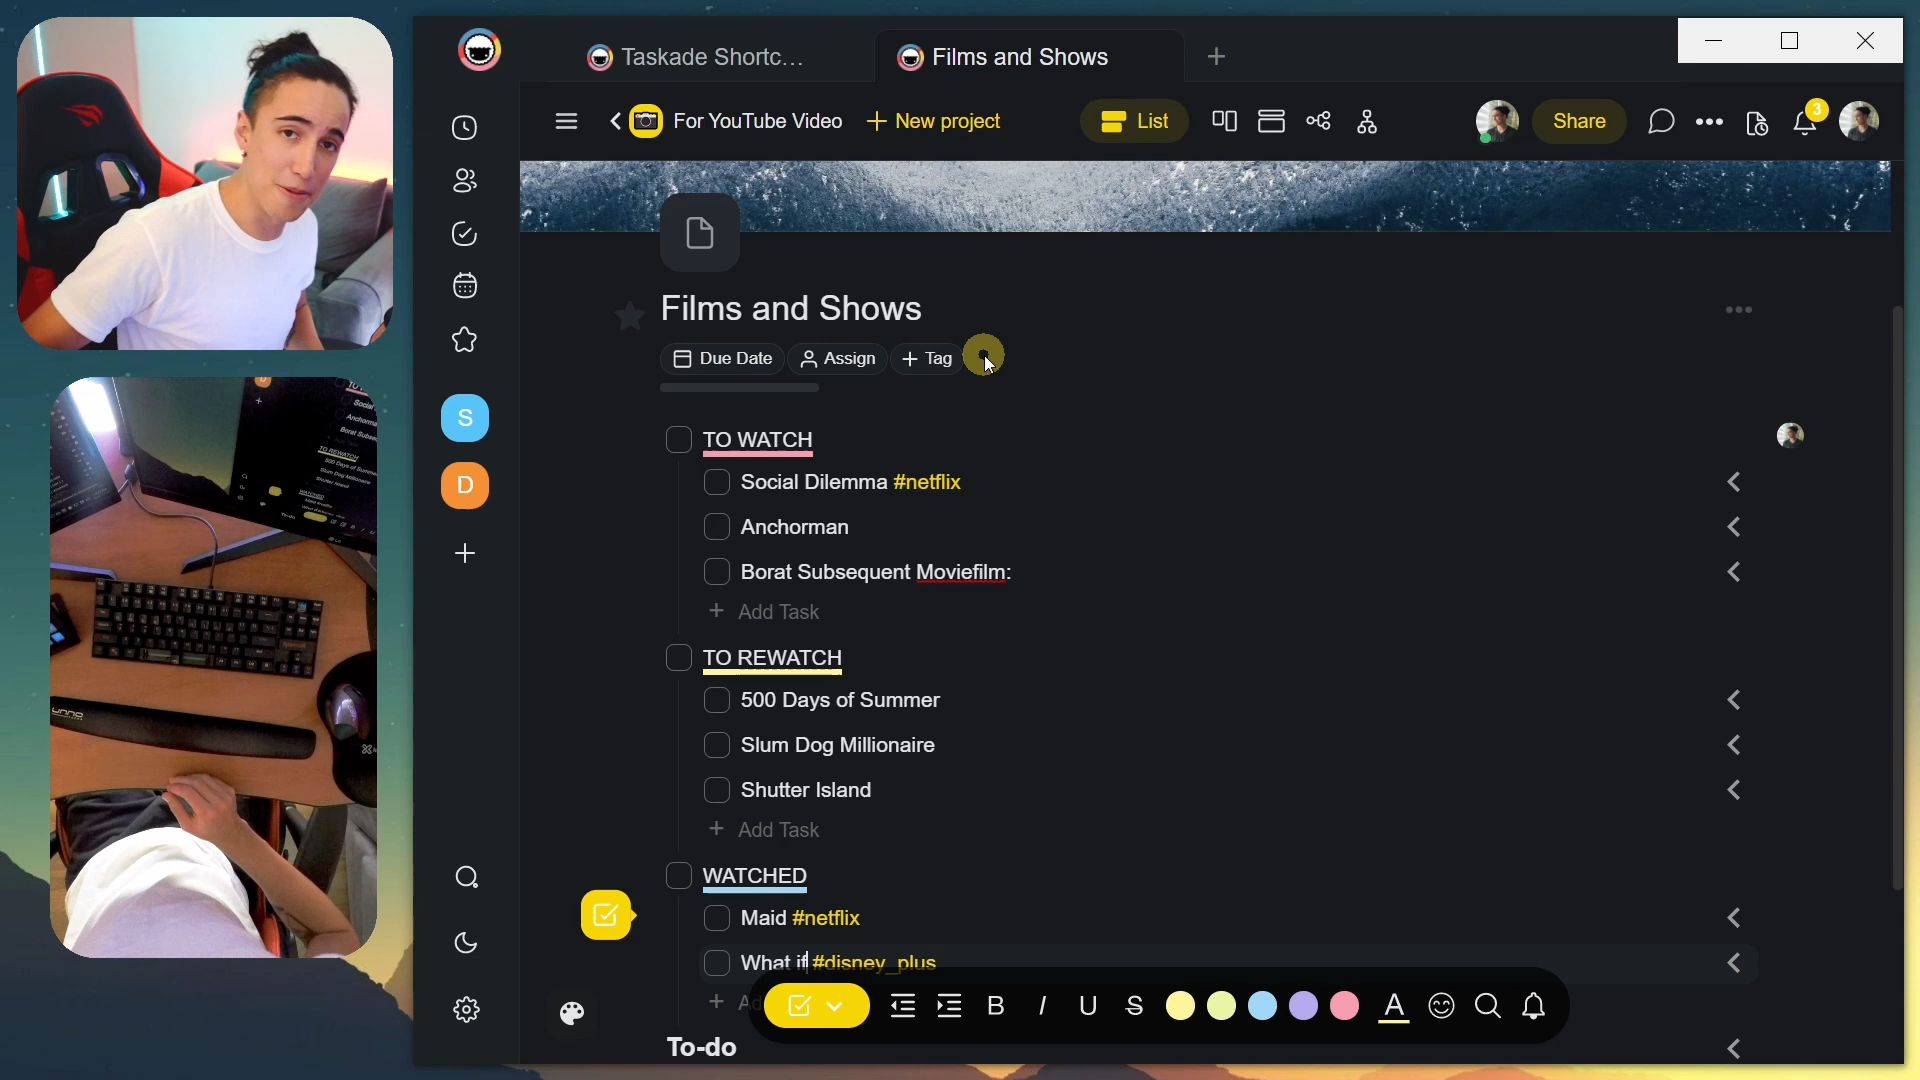 Taskade Shortc...
Films and Shows
For YouTube Video
New project
List
Share
3
Films and Shows
Due Date
Assign
Tag
TO WATCH
Social Dilemma #netflix
Anchorman
Borat Subsequent Moviefilm:
Add Task
TO REWATCH
500 Days of Summer
Slum Dog Millionaire
Shutter Island
Add Task
WATCHED
Maid #netflix
What if #disney_plus
To-do
S
D
B I U S A